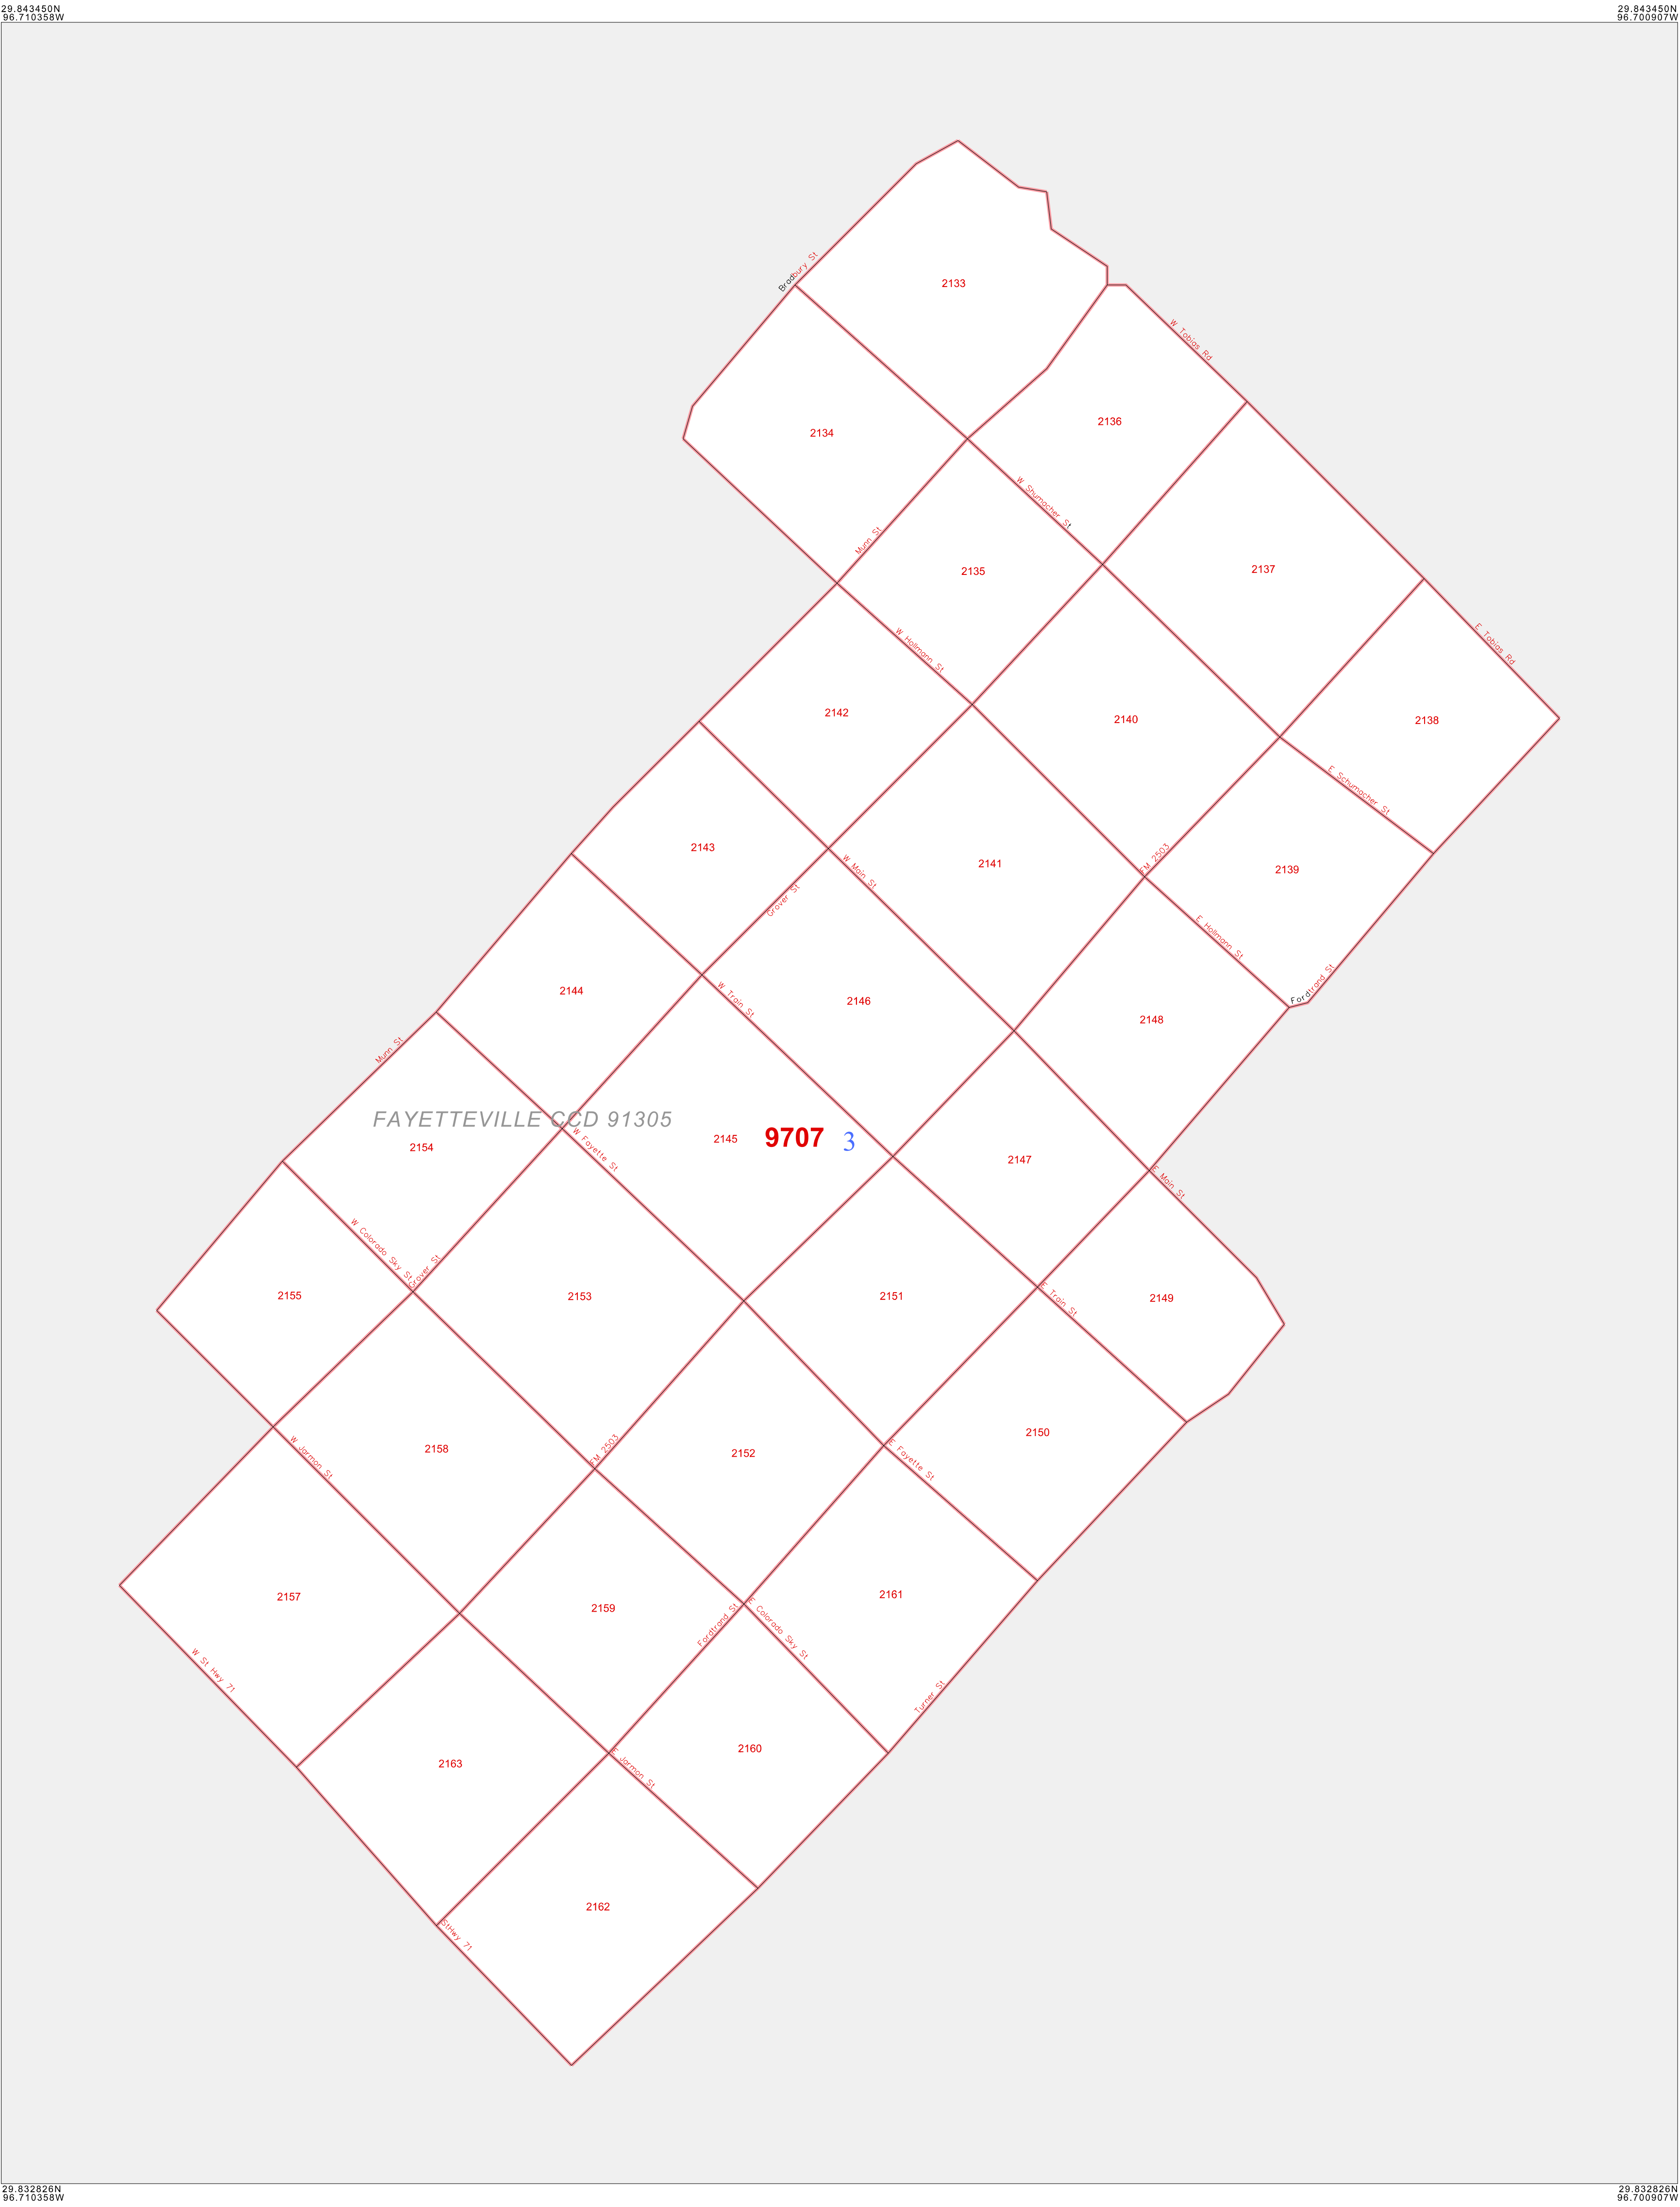 29.843450N
96.710358W
29.843450N
96.700907W
Bradbury St
2133
W Tobias Rd
2136
2134
W Shumacher St
Munn St
2135
2137
E Tobias Rd
W Hollmann St
2142
2140
2138
E Schumacher St
2143
W Main St
2141
FM 2503
2139
Grover St
E Hollmann St
2144
W Train St
2146
Fordtrand St
2148
Munn St
FAYETTEVILLE CCD 91305
2154
W Fayette St
2145
9707
3
2147
E Main St
W Colorado Sky St
Grover St
2155
2153
2151
E Train St
2149
W Jarmon St
2158
FM 2503
2152
E Fayette St
2150
2157
2159
Fordtrand St
E Colorado Sky St
2161
W St Hwy 71
Turner St
2163
E Jarmon St
2160
2162
StHwy 71
29.832826N
96.710358W
29.832826N
96.700907W